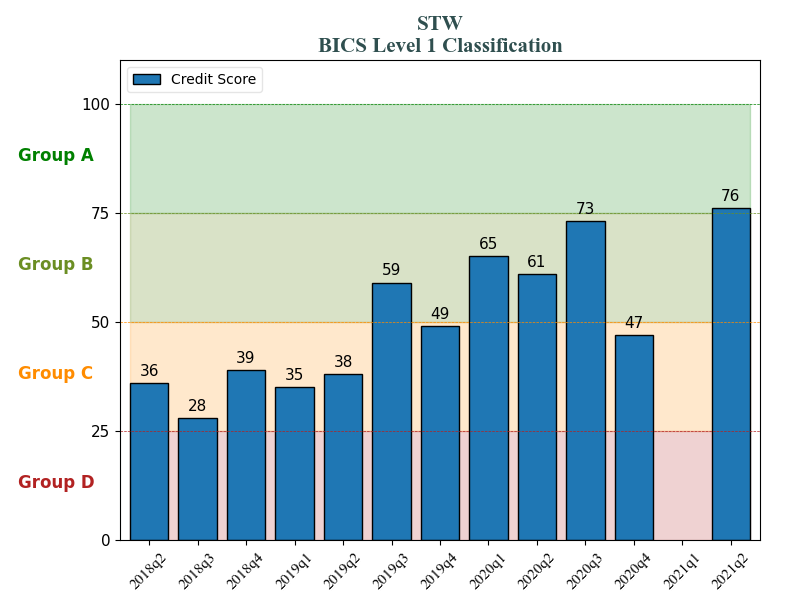 STW
BICS Level 1 Classification
Credit Score
100
Group A
76
75
73
65
Group B
61
59
50
49
47
39
38
Group C
36
35
28
25
Group D
0
2018q2 2018q3 2018q4 2019q1 2019q2 2019q3 2019q4 2020q1 2020q2 2020q3 2020q4 2021q1 2021q2